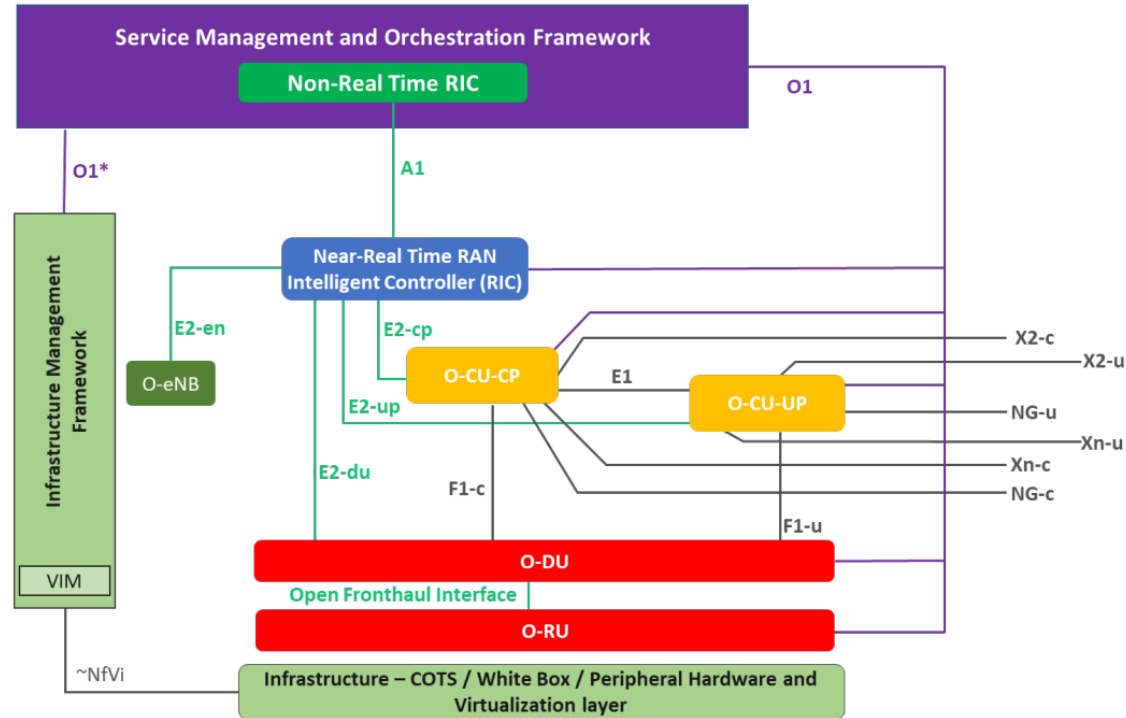 Service Management and Orchestration Framework
Non-Real Time RIC
O1
O1*
A1
Infrastructure Management
Framework
Near-Real Time RAN
Intelligent Controller (RIC)
E2-en
E2-cp
O-eNB
O-CU-CP
E1
X2-c
X2-u
E2-up
O-CU-UP
NG-u
Xn-u
E2-du
Xn-c
F1-c
NG-c
F1-u
O-DU
VIM
Open Fronthaul Interface
O-RU
~NfVi
Infrastructure – COTS / White Box / Peripheral Hardware and
Virtualization layer